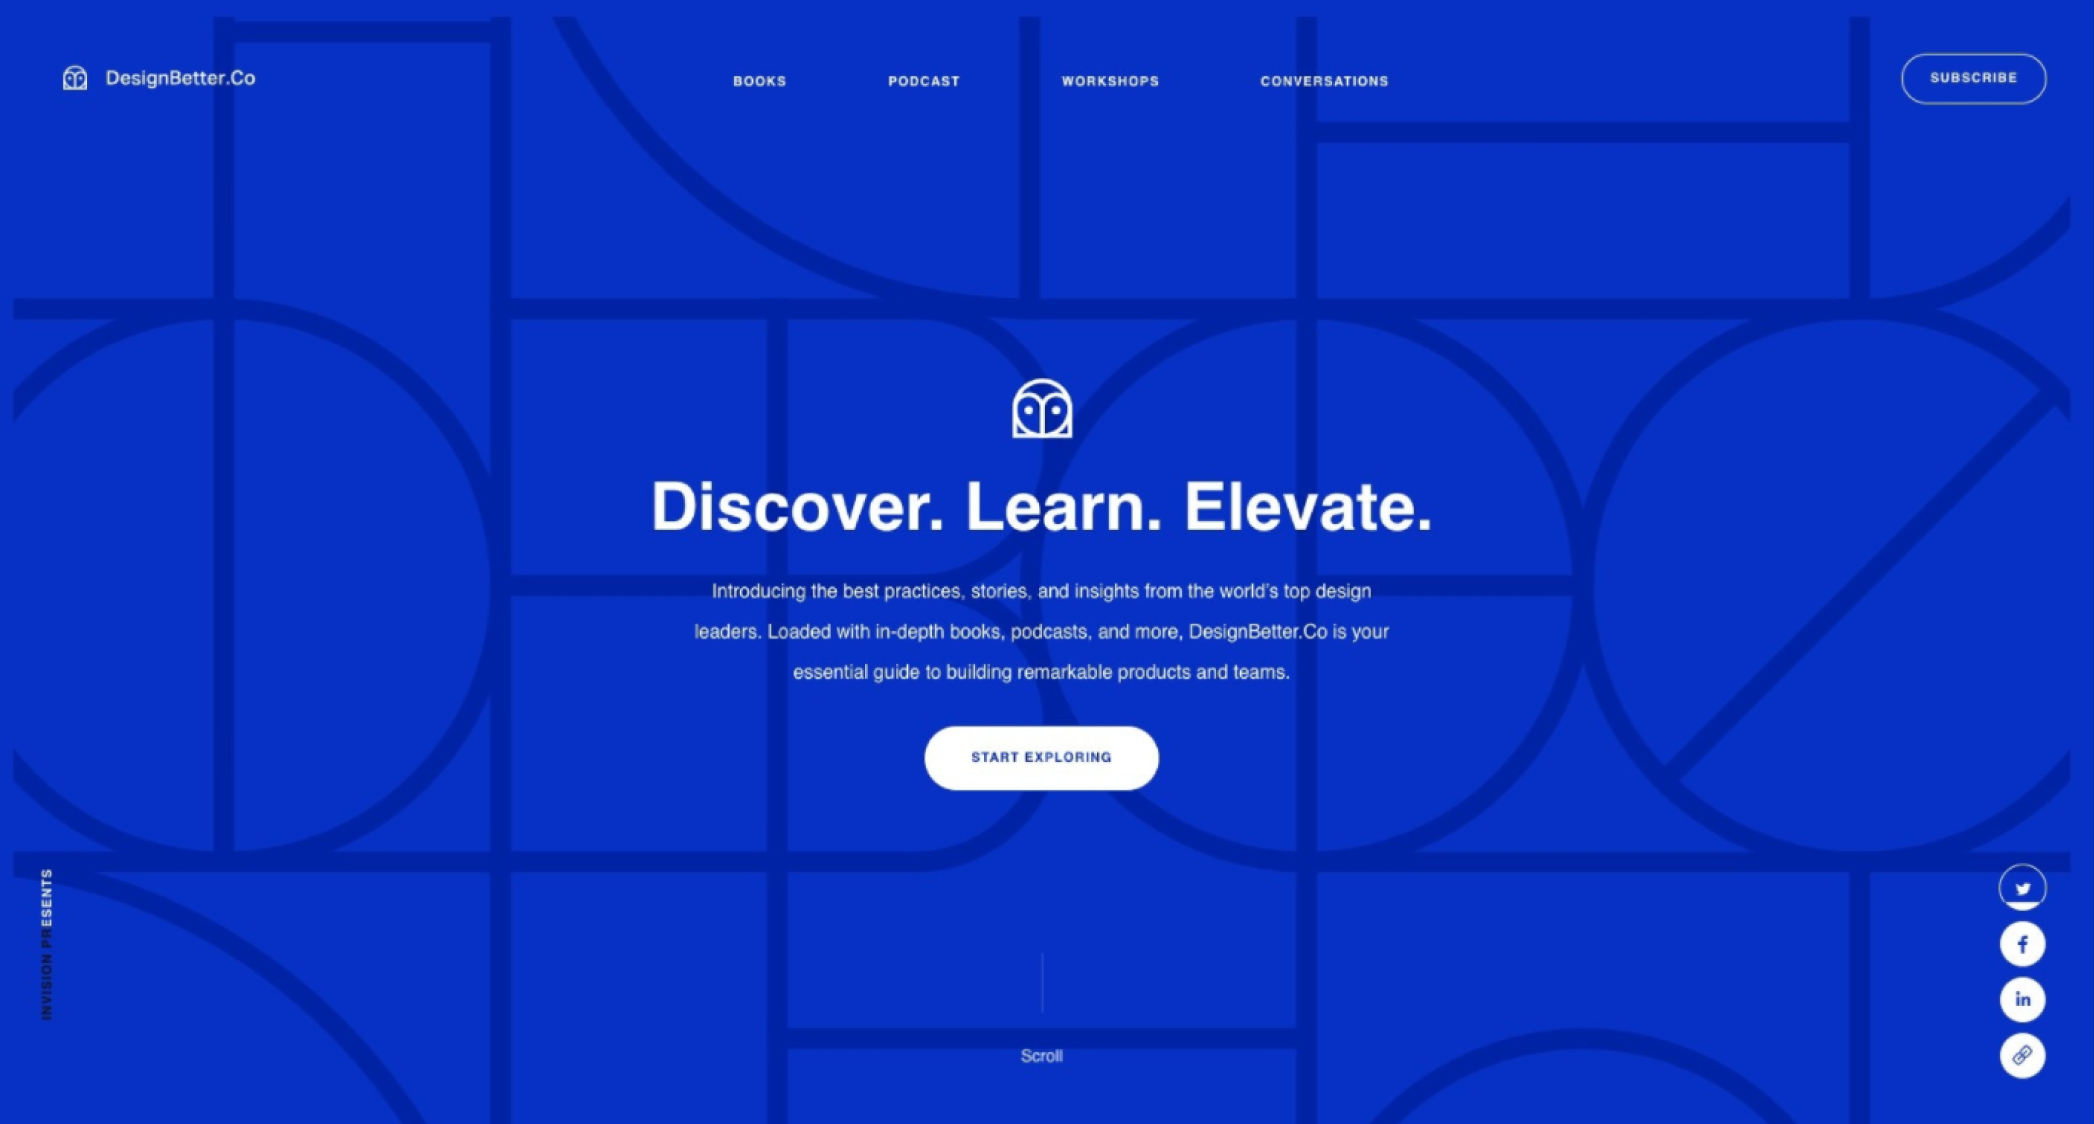 DesignBetter.Co
BOOKS
PODCAST
WORKSHOPS
CONVERSATIONS
SUBSCRIBE
Discover. Learn. Elevate.
Introducing the best practices, stories, and insights from the world's top design
leaders. Loaded with in-depth books, podcasts, and more, DesignBetter.Co is your
essential guide to building remarkable products and teams.
START EXPLORING
INVISION PRESENTS
Scroll
f
in